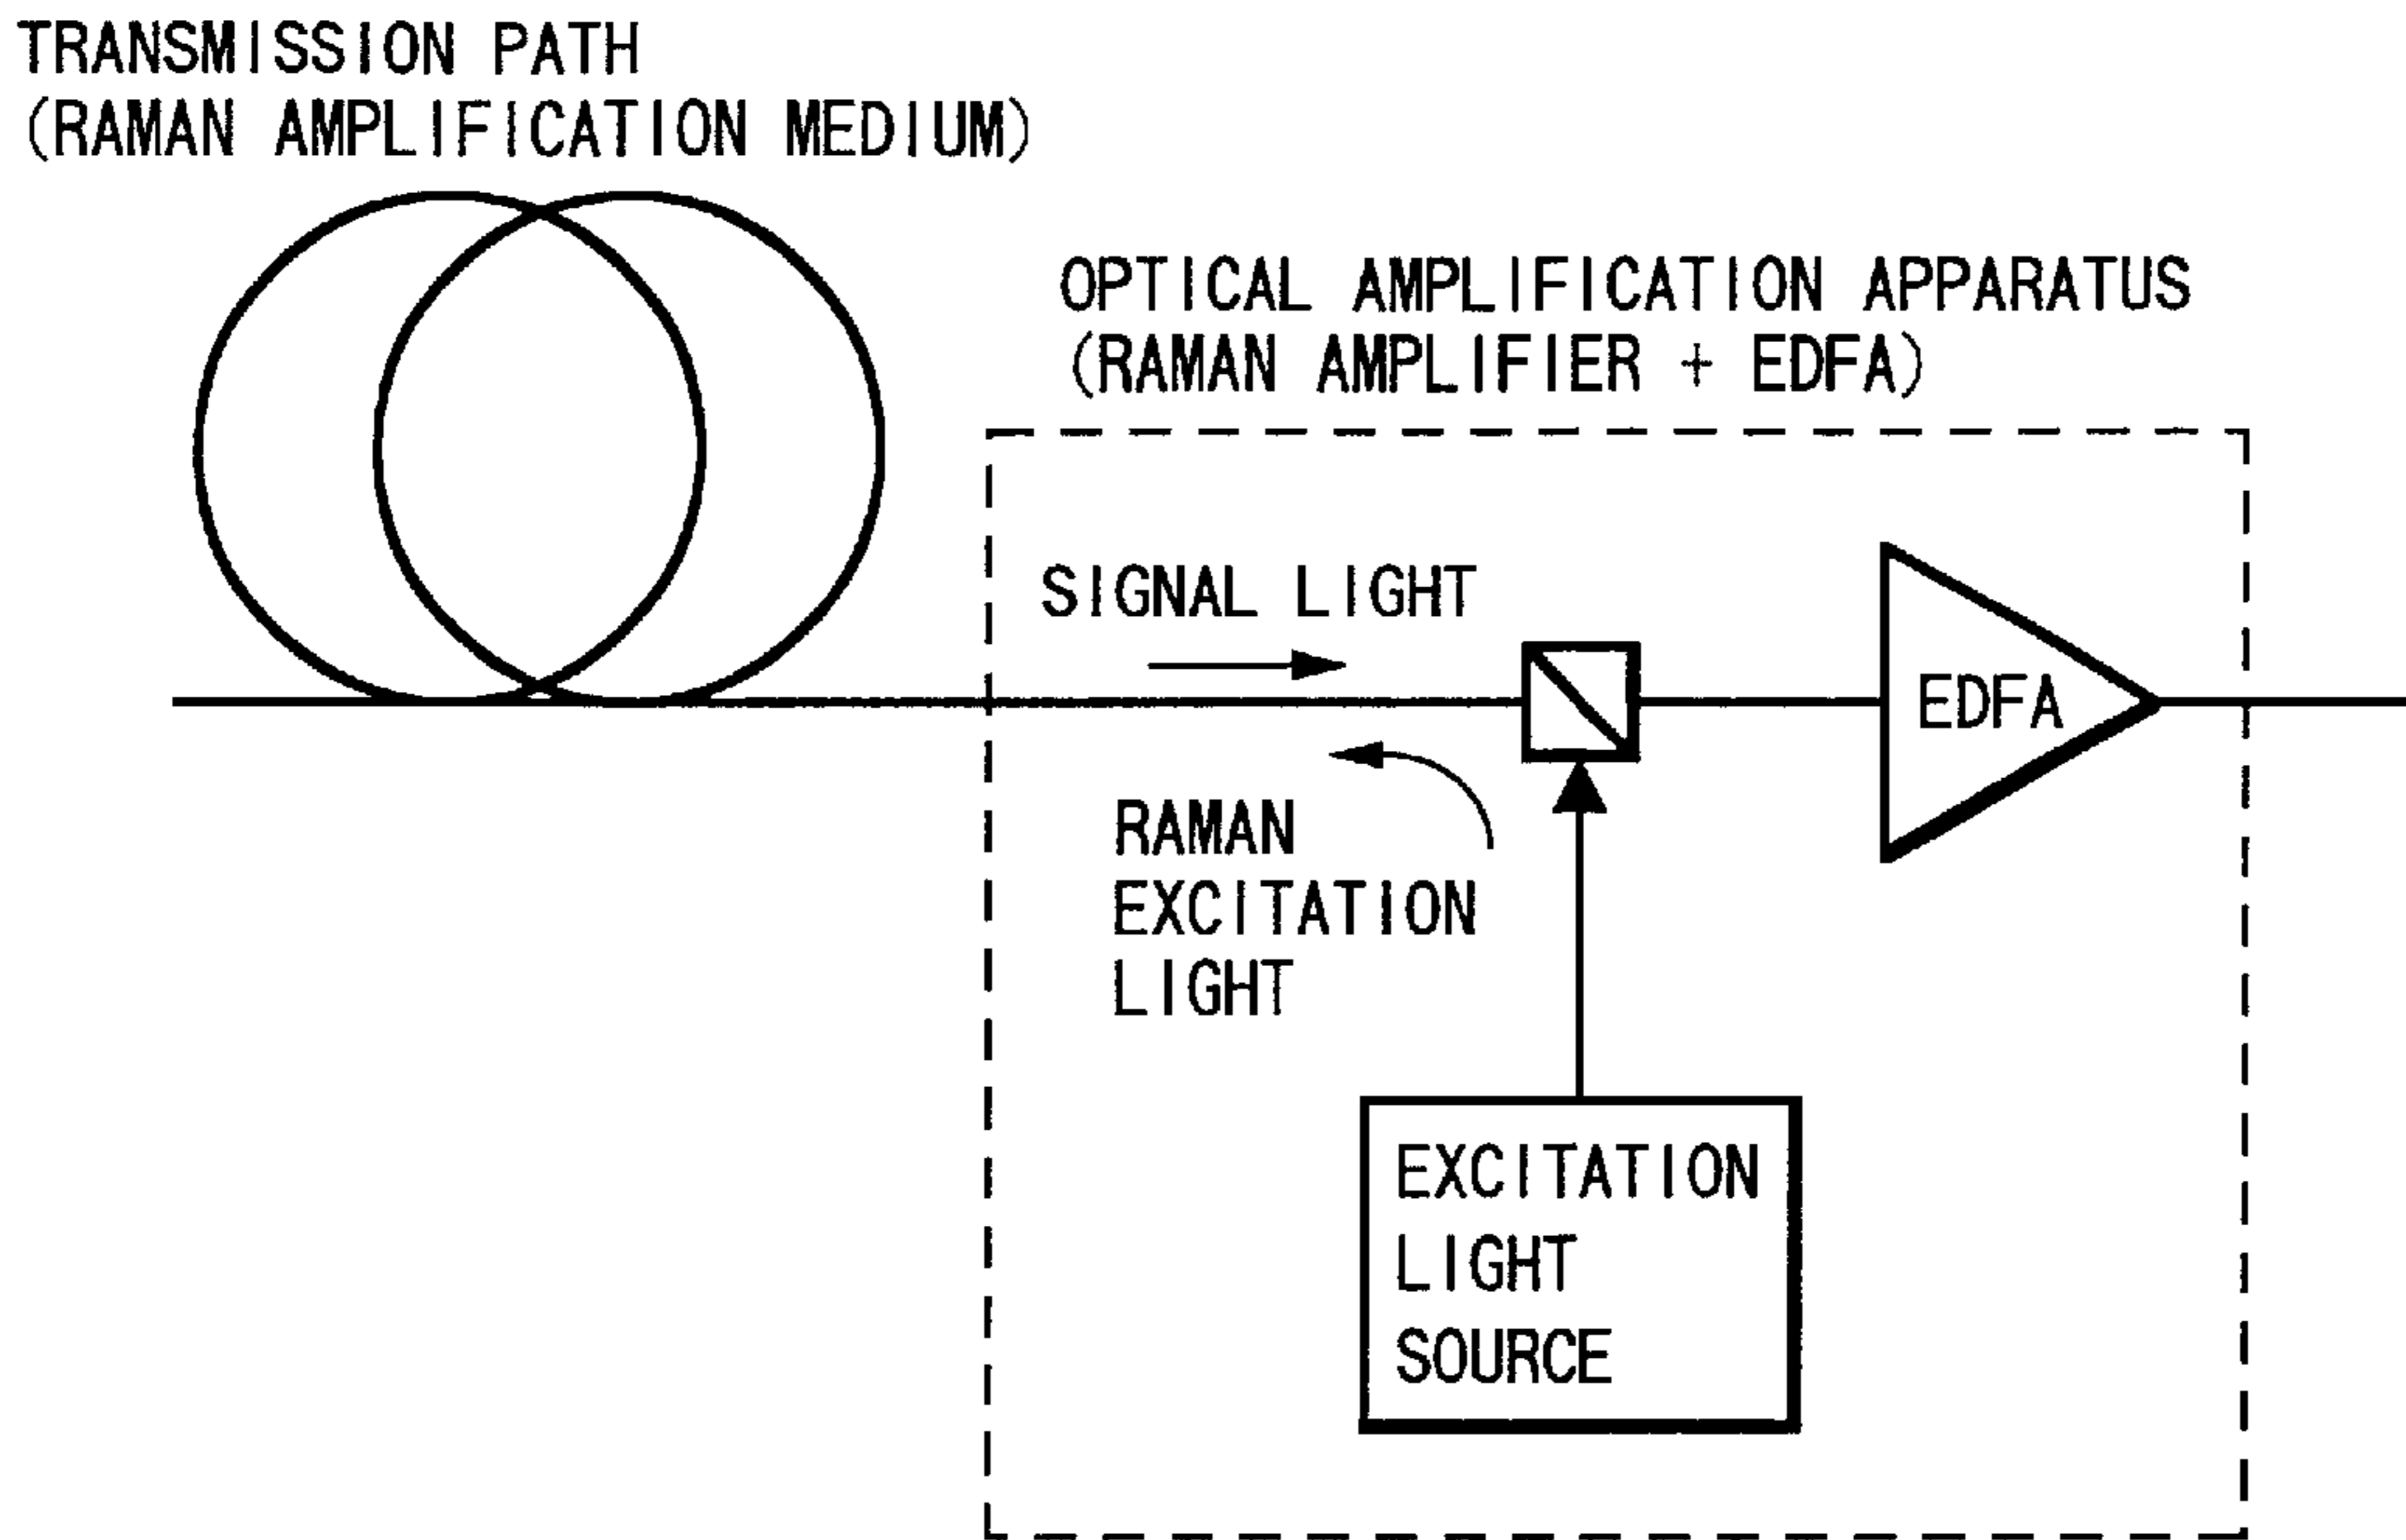 TRANSMISSION PATH
(RAMAN AMPLIFICATION MEDIUM)
OPTICAL AMPLIFICATION APPARATUS
(RAMAN AMPLIFIER + EDFA)
SIGNAL LIGHT
EDFA
RAMAN
EXCITATION
LIGHT
EXCITATION
LIGHT
SOURCE